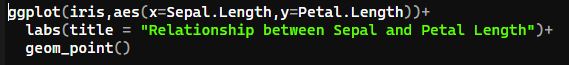 ggplot(iris,aes(x=Sepal.Length,y=Petal.Length))+
  labs(title = "Relationship between Sepal and Petal Length")+
  geom_point()